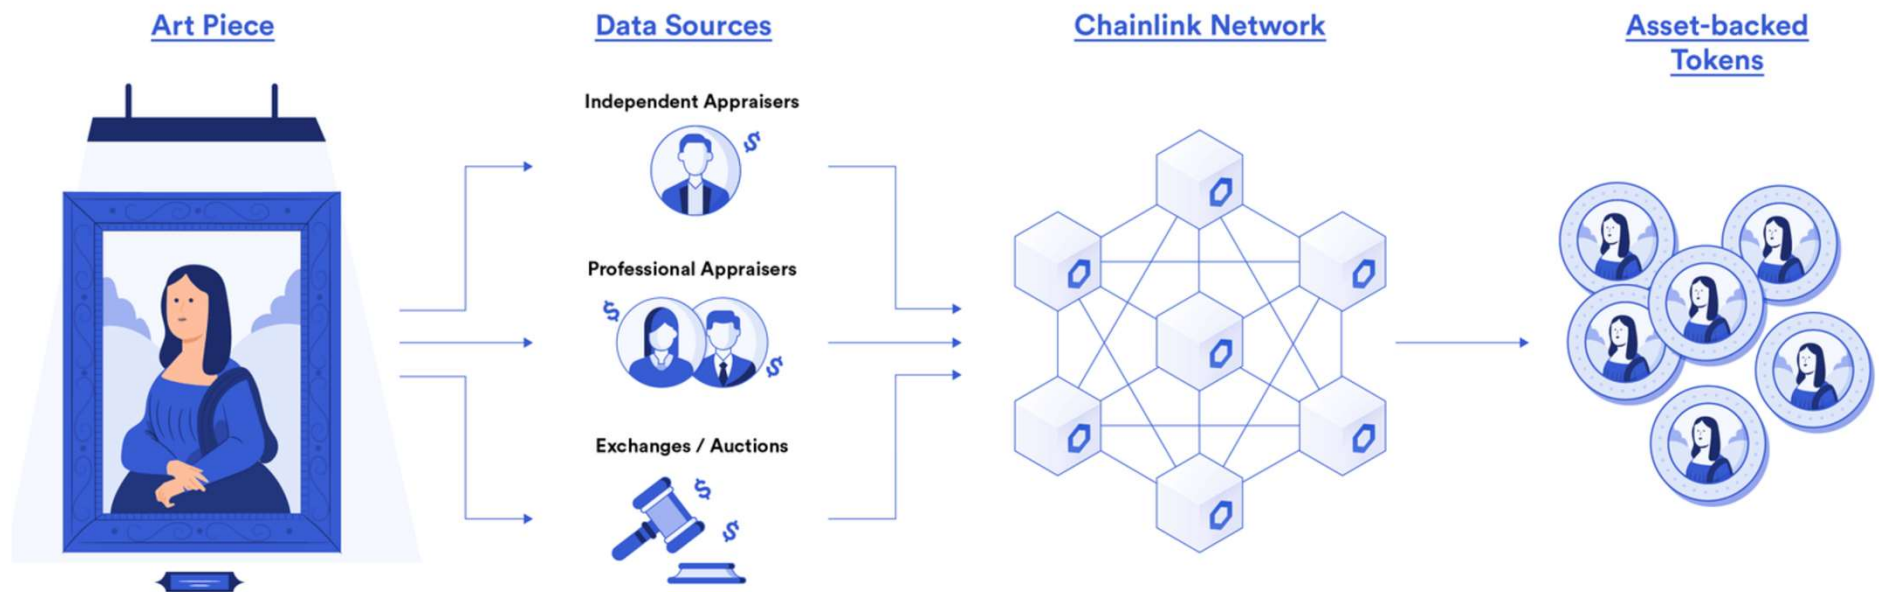 Art Piece
Data Sources
Chainlink Network
Asset-backed
Tokens
Independent Appraisers
Professional Appraisers
Exchanges / Auctions